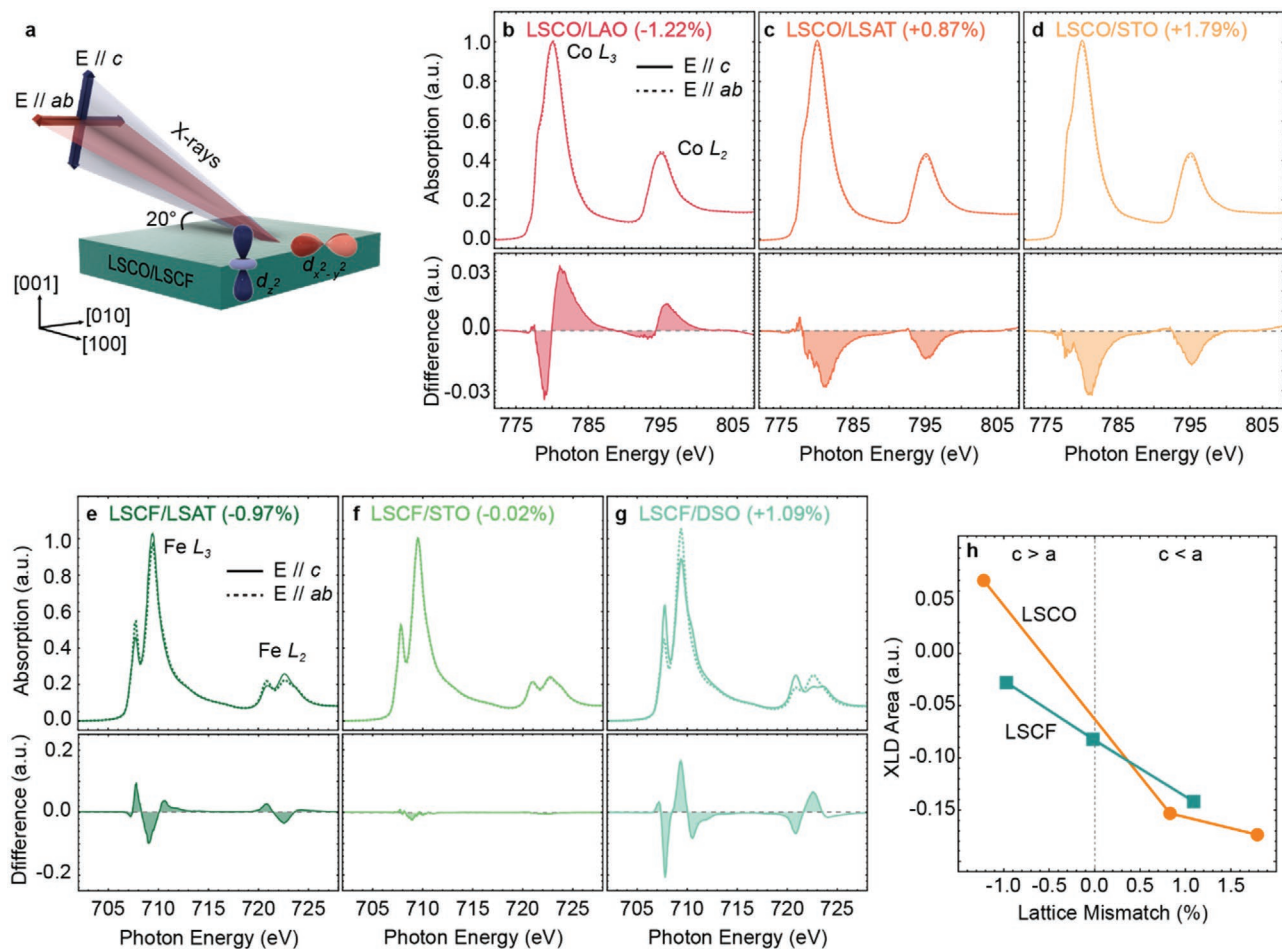 a
E // c
E // ab
X-rays
20°
LSCO/LSCF
dz2
dx2-y2
[001]
[010]
[100]
b LSCO/LAO (-1.22%)
Co L3
E // c
E // ab
Co L2
c LSCO/LSAT (+0.87%)
d LSCO/STO (+1.79%)
Absorption (a.u.)
1.0
0.8
0.6
0.4
0.2
0.0
Dfifference (a.u.)
0.03
0.0
-0.03
775 785 795 805
775 785 795 805
775 785 795 805
Photon Energy (eV)
Photon Energy (eV)
Photon Energy (eV)
e LSCF/LSAT (-0.97%)
Fe L3
E // c
E // ab
Fe L2
f LSCF/STO (-0.02%)
g LSCF/DSO (+1.09%)
Absorption (a.u.)
1.0
0.8
0.6
0.4
0.2
0.0
Dfifference (a.u.)
0.2
0.0
-0.2
705 710 715 720 725
705 710 715 720 725
705 710 715 720 725
Photon Energy (eV)
Photon Energy (eV)
Photon Energy (eV)
h c > a c < a
LSCO
LSCF
XLD Area (a.u.)
0.05
0.00
-0.05
-0.10
-0.15
-1.0 -0.5 0.0 0.5 1.0 1.5
Lattice Mismatch (%)